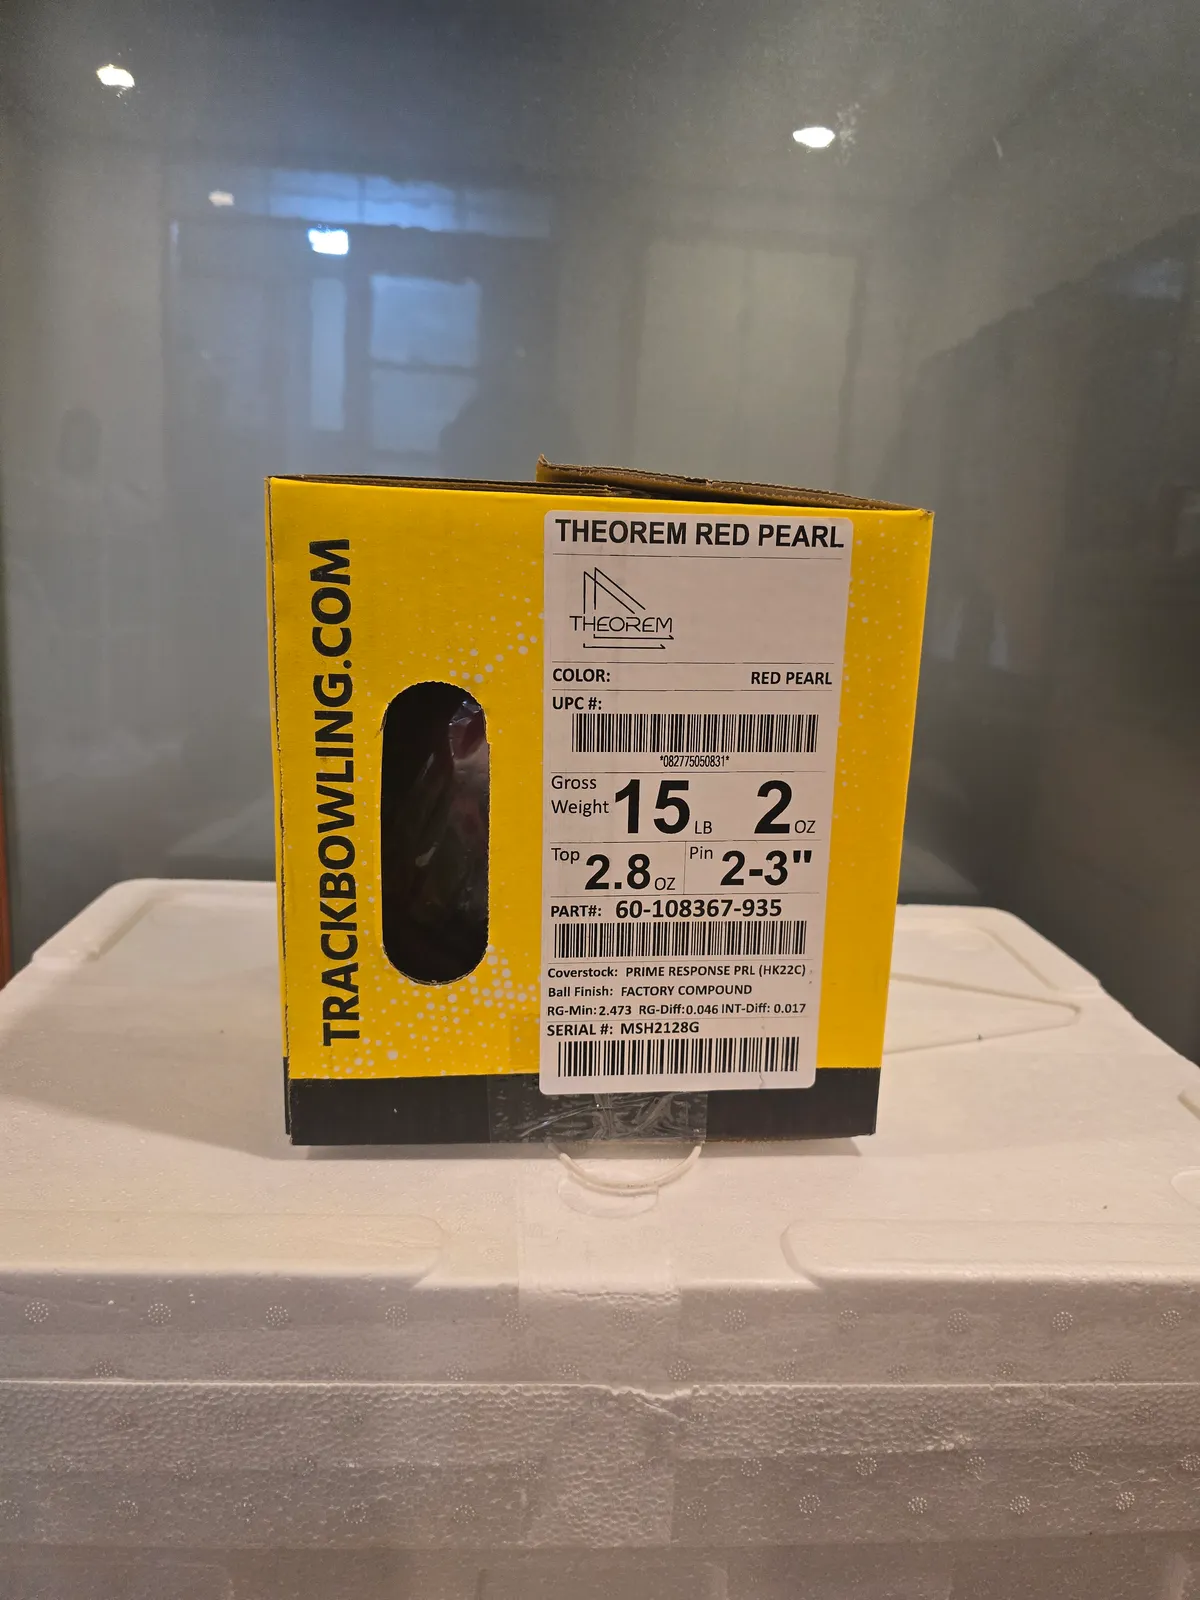 TRACKBOWLING.COM
THEOREM RED PEARL
THEOREM
COLOR: RED PEARL
UPC #:
*082775050831*
Gross Weight 15 LB 2 OZ
Top 2.8 OZ Pin 2-3"
PART#: 60-108367-935
Coverstock: PRIME RESPONSE PRL (HK22C)
Ball Finish: FACTORY COMPOUND
RG-Min: 2.473 RG-Diff: 0.046 INT-Diff: 0.017
SERIAL #: MSH2128G